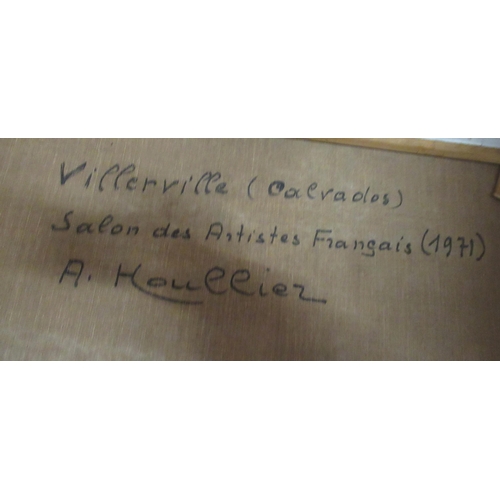 Villerville (Calvados)
Salon des Artistes Français (1971)
A. Houllier